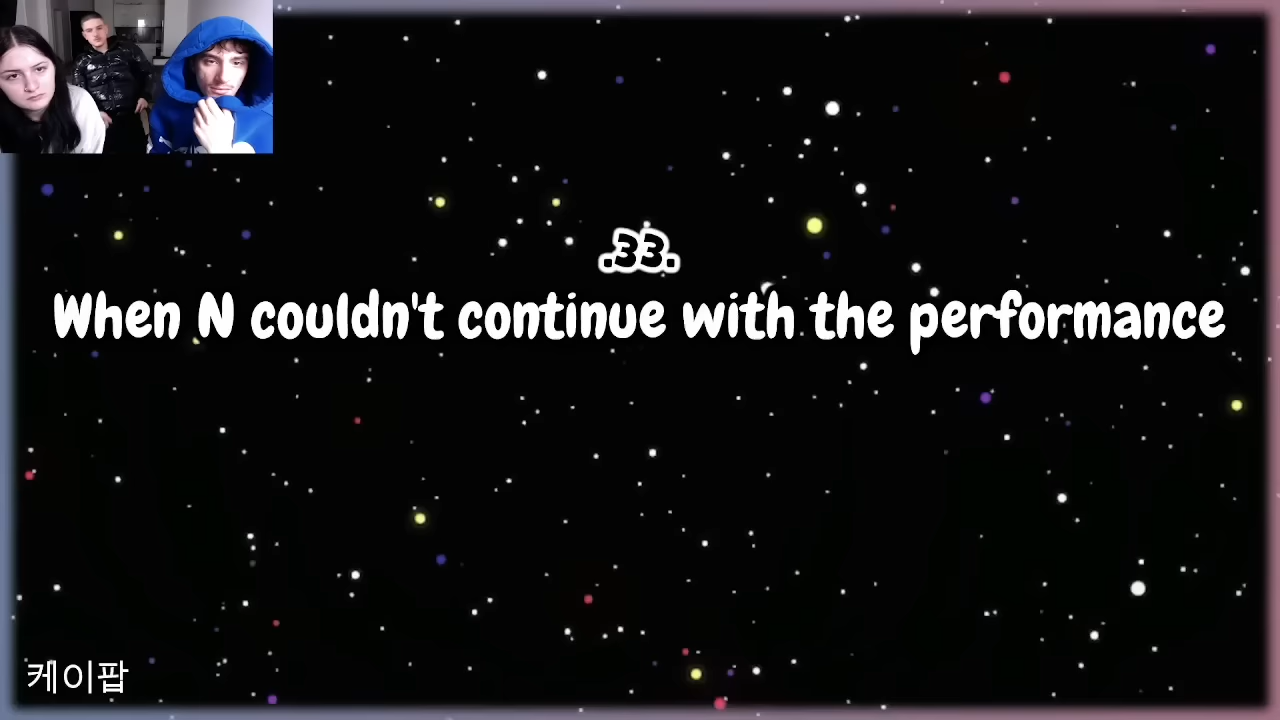 .33.
When N couldn't continue with the performance
케이팝